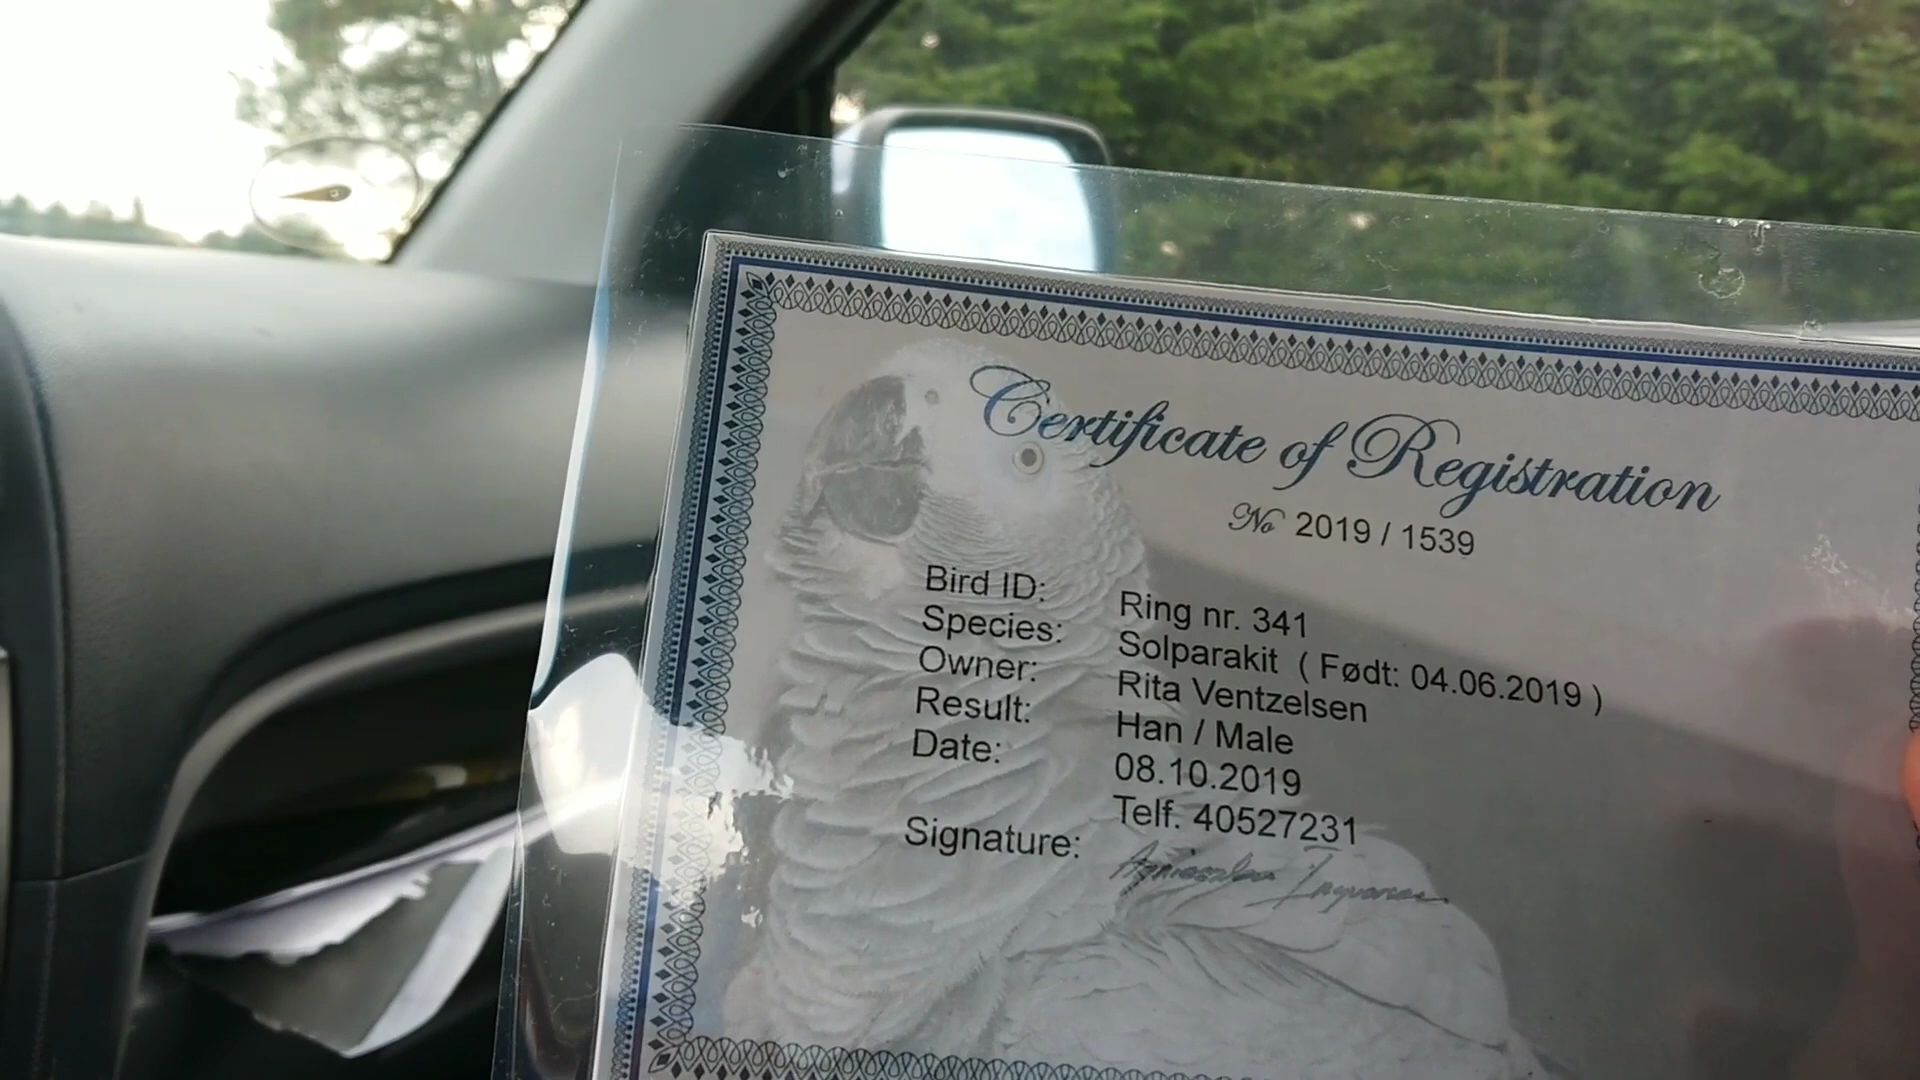 Certificate of Registration
No 2019 / 1539
Bird ID: Ring nr. 341
Species: Solparakit ( Født: 04.06.2019 )
Owner: Rita Ventzelsen
Result: Han / Male
Date: 08.10.2019
Telf. 40527231
Signature: